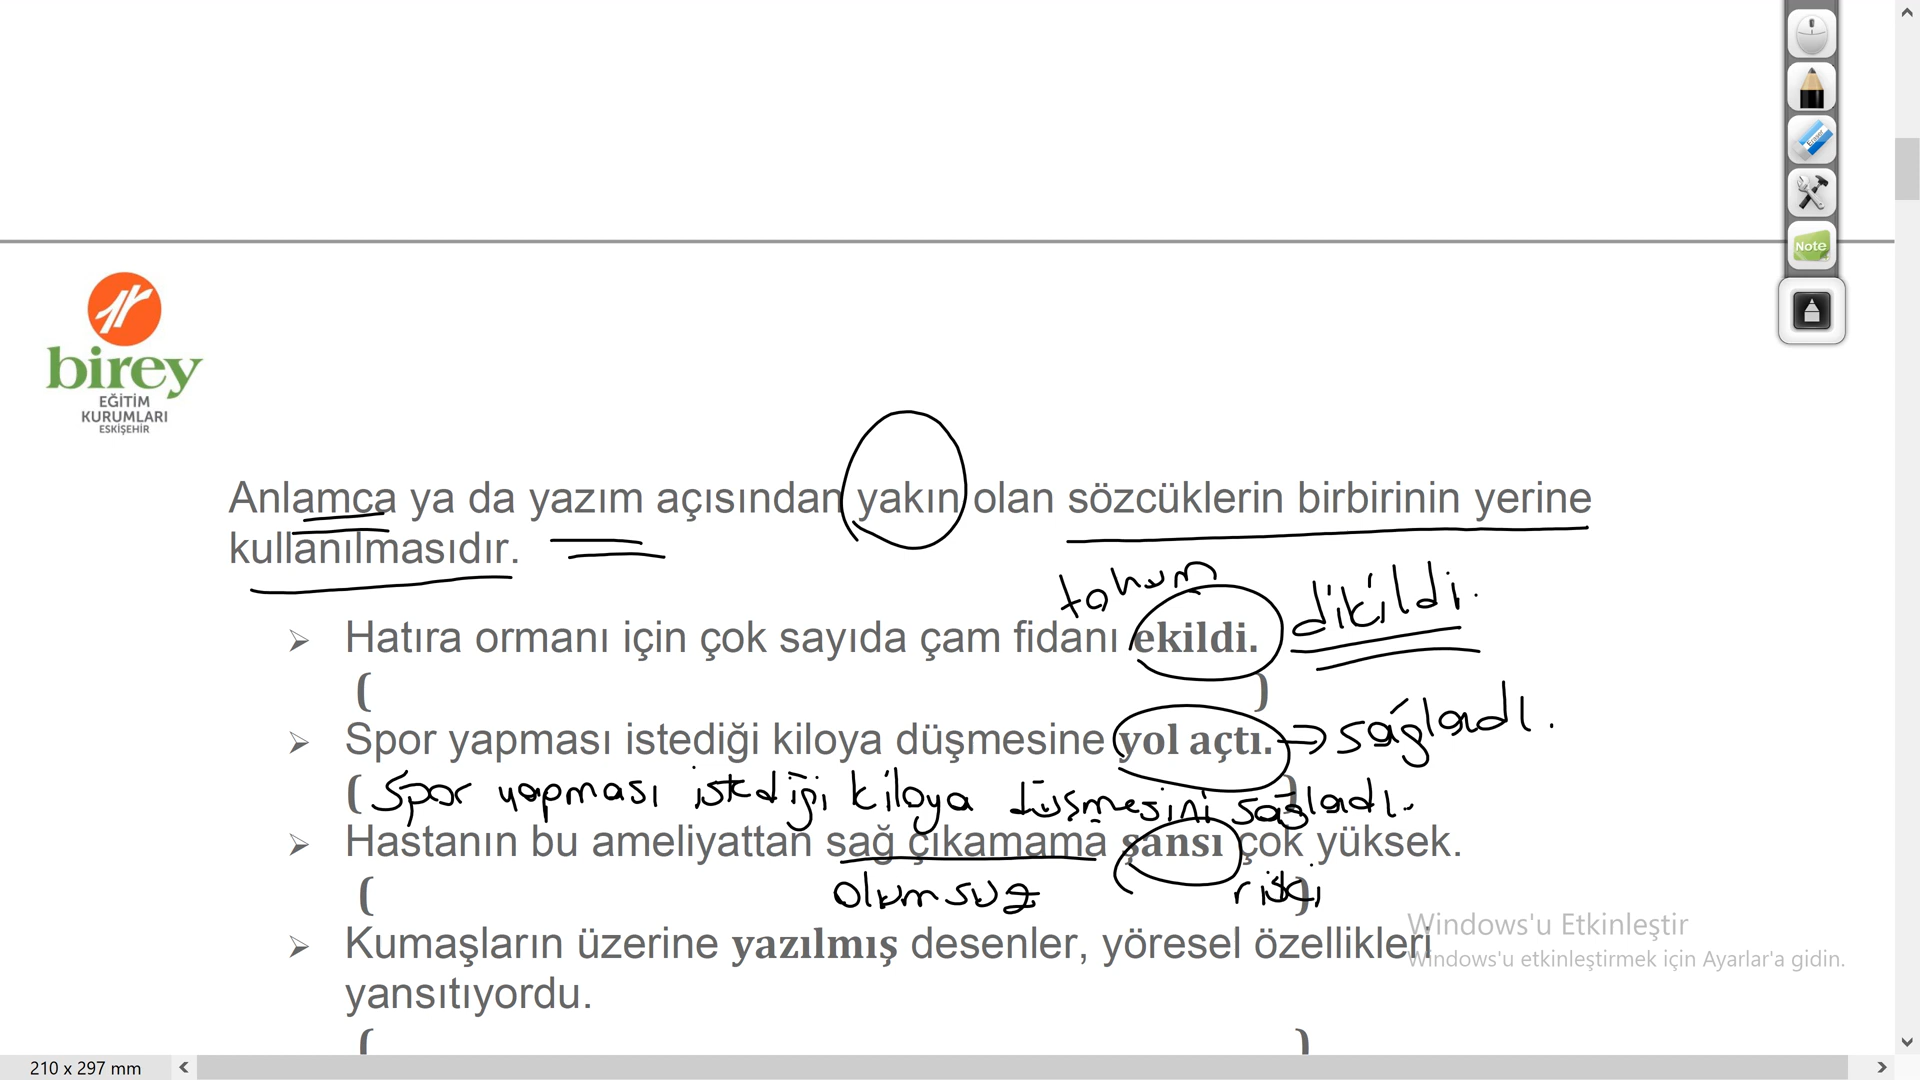 Note
birey
EĞİTİM
KURUMLARI
ESKİŞEHİR
Anlamca ya da yazım açısından yakın olan sözcüklerin birbirinin yerine
kullanılmasıdır.
tohum
dikildi.
➢ Hatıra ormanı için çok sayıda çam fidanı ekildi.
( )
➢ Spor yapması istediği kiloya düşmesine yol açtı. → sağladı.
( Spor yapması istediği kiloya düşmesini sağladı. )
➢ Hastanın bu ameliyattan sağ çıkamama şansı çok yüksek.
( olumsuz riski )
➢ Kumaşların üzerine yazılmış desenler, yöresel özellikleri
yansıtıyordu.
( )
Windows'u Etkinleştir
Windows'u etkinleştirmek için Ayarlar'a gidin.
210 x 297 mm